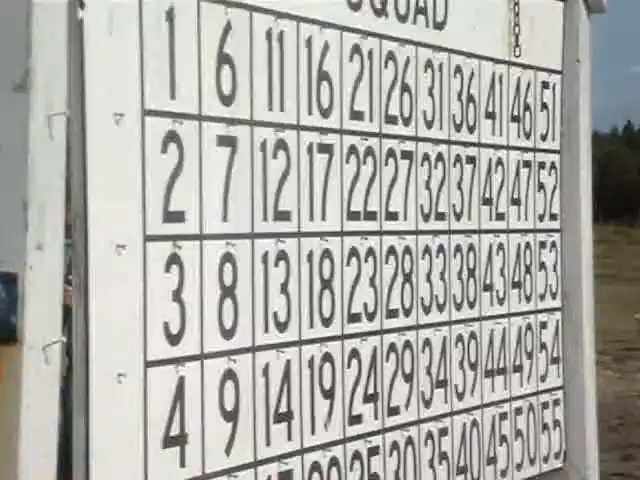 SQUAD
1 6 11 16 21 26 31 36 41 46 51
2 7 12 17 22 27 32 37 42 47 52
3 8 13 18 23 28 33 38 43 48 53
4 9 14 19 24 29 34 39 44 49 54
25 30 35 40 45 50 55